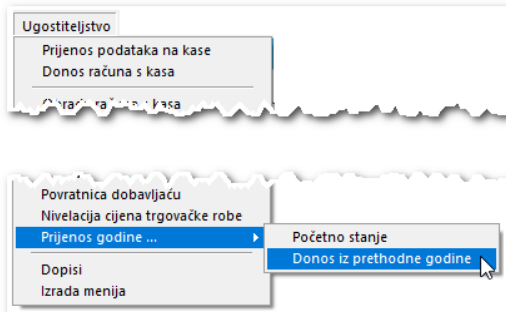 Ugostiteljstvo
Prijenos podataka na kase
Donos računa s kasa
Povratnica dobavljaču
Nivelacija cijena trgovačke robe
Prijenos godine ...
Početno stanje
Donos iz prethodne godine
Dopisi
Izrada menija